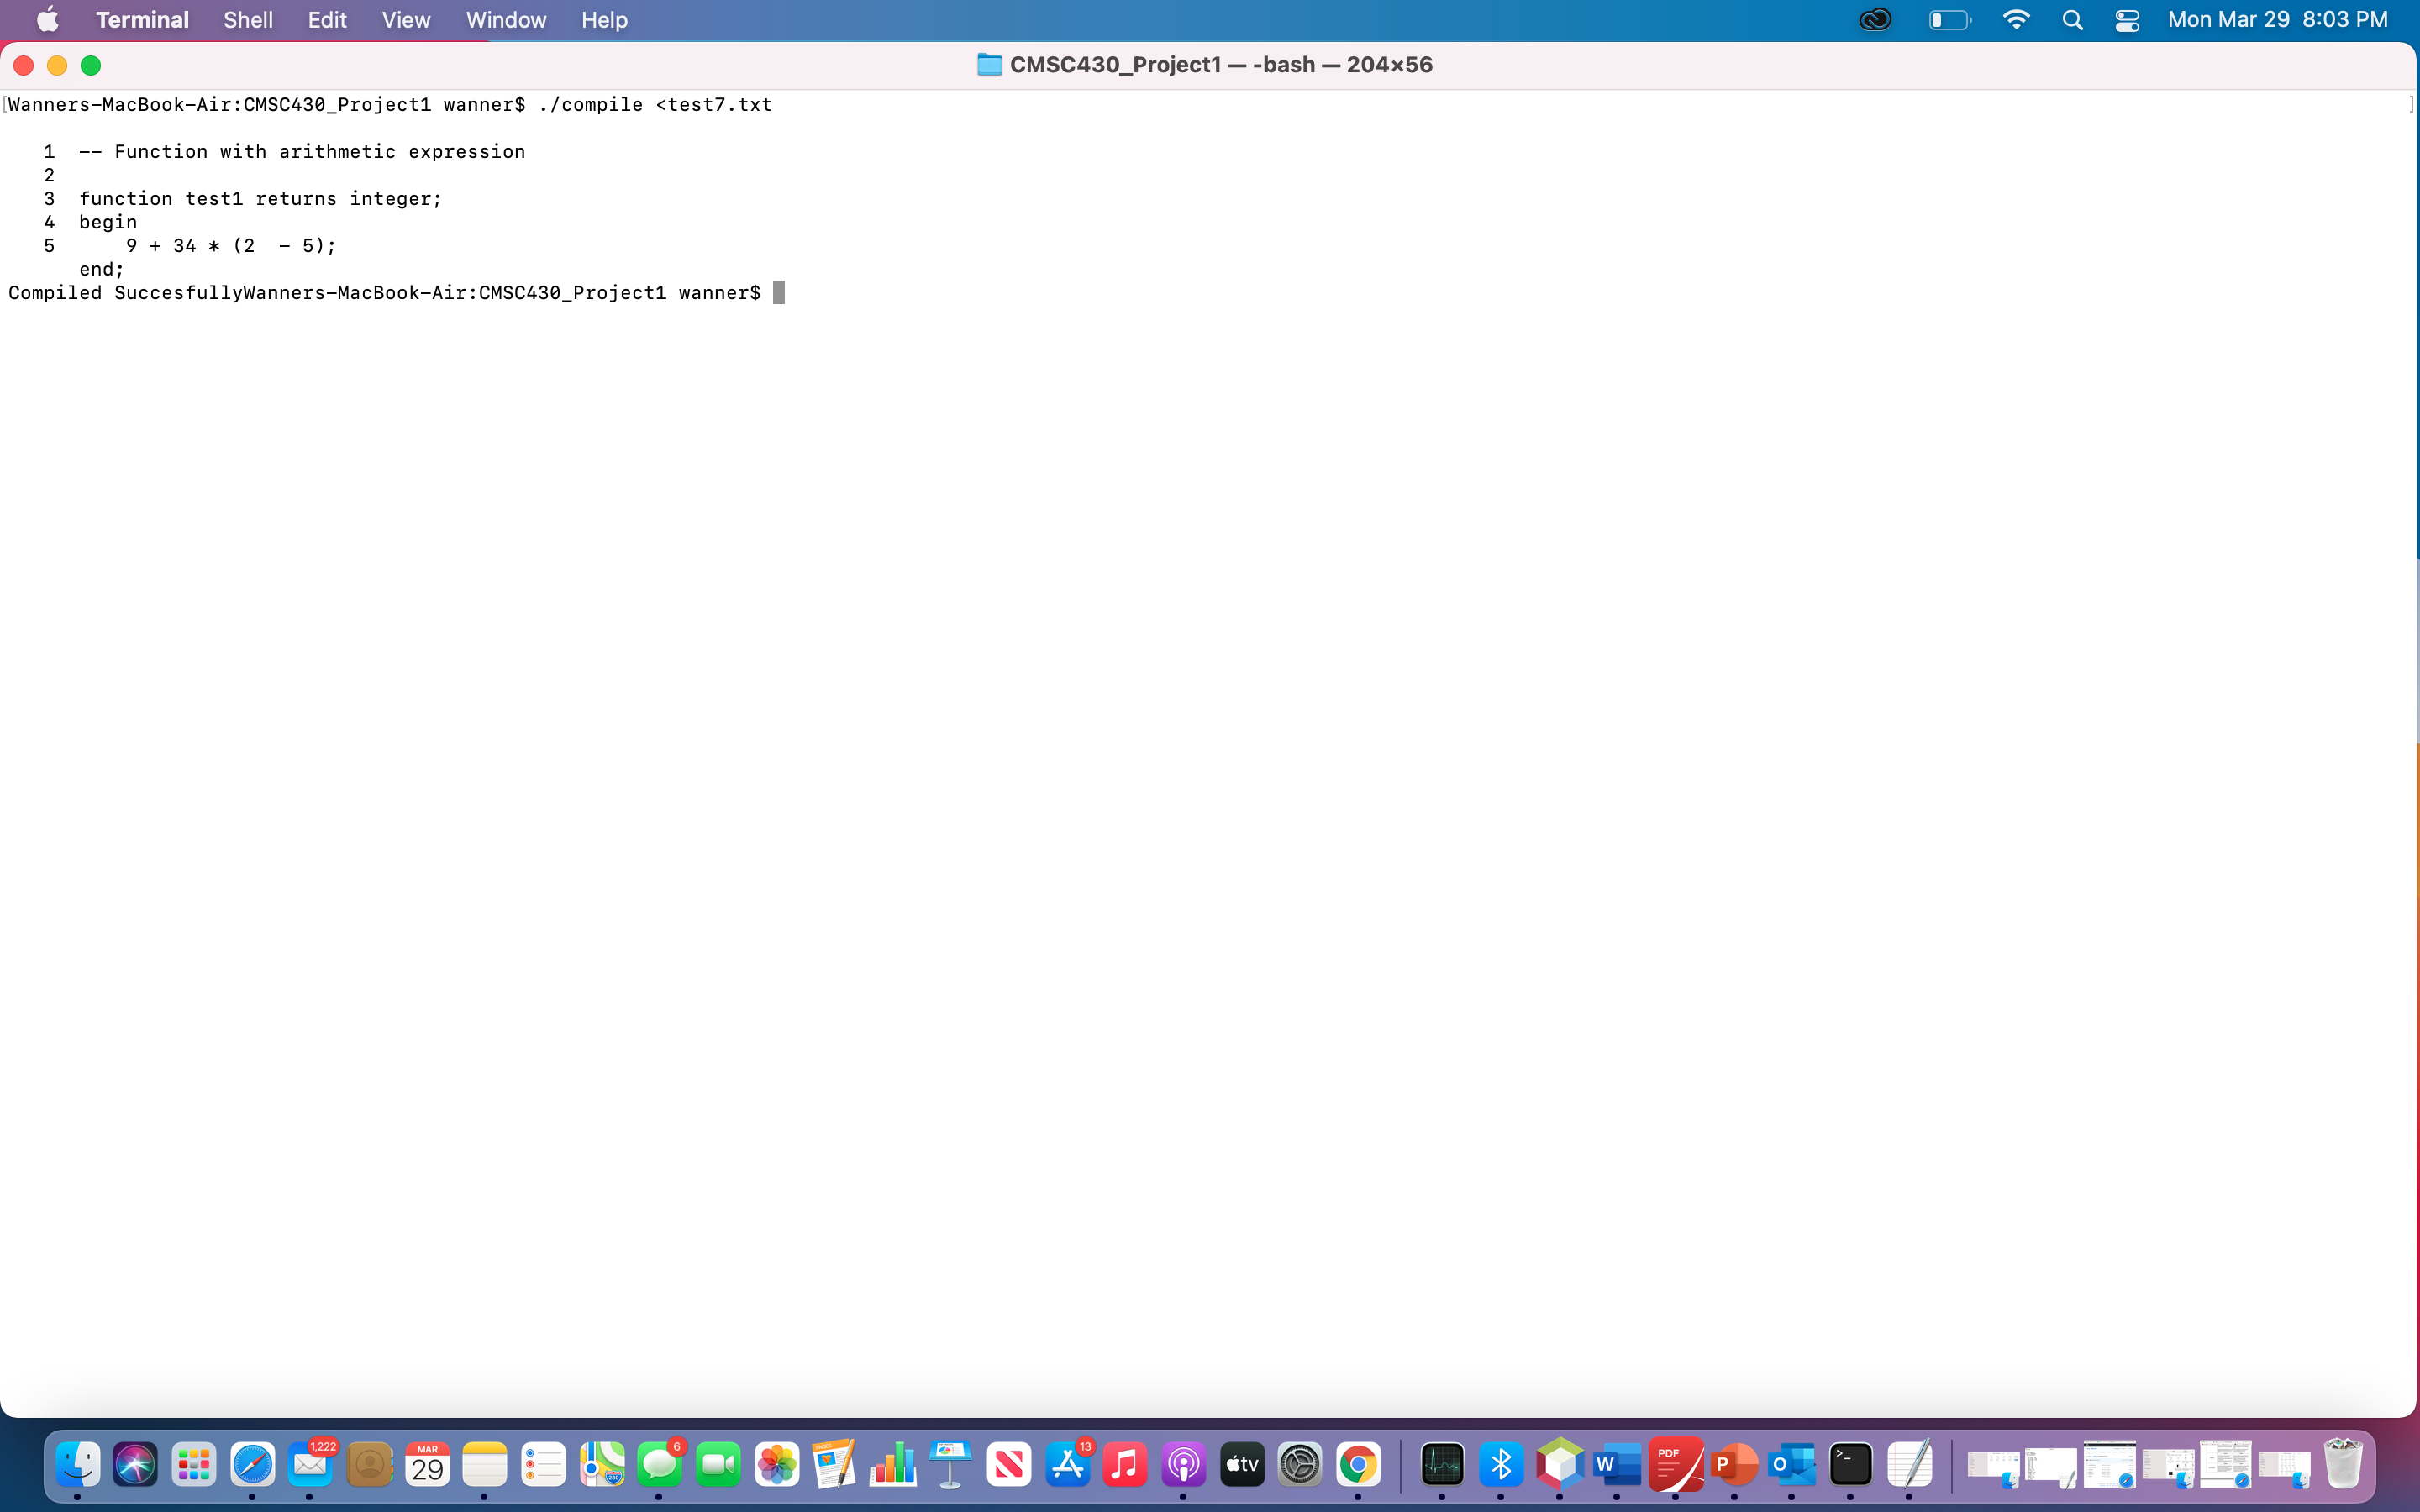 Terminal Shell Edit View Window Help Mon Mar 29 8:03 PM
CMSC430_Project1 — -bash — 204×56
[Wanners-MacBook-Air:CMSC430_Project1 wanner$ ./compile <test7.txt ]
1 -- Function with arithmetic expression
2
3 function test1 returns integer;
4 begin
5 9 + 34 * (2  - 5);
end;
Compiled SuccesfullyWanners-MacBook-Air:CMSC430_Project1 wanner$
1,222
MAR
29
PAGES
280
6
13
tv
W
PDF
P
O
>_